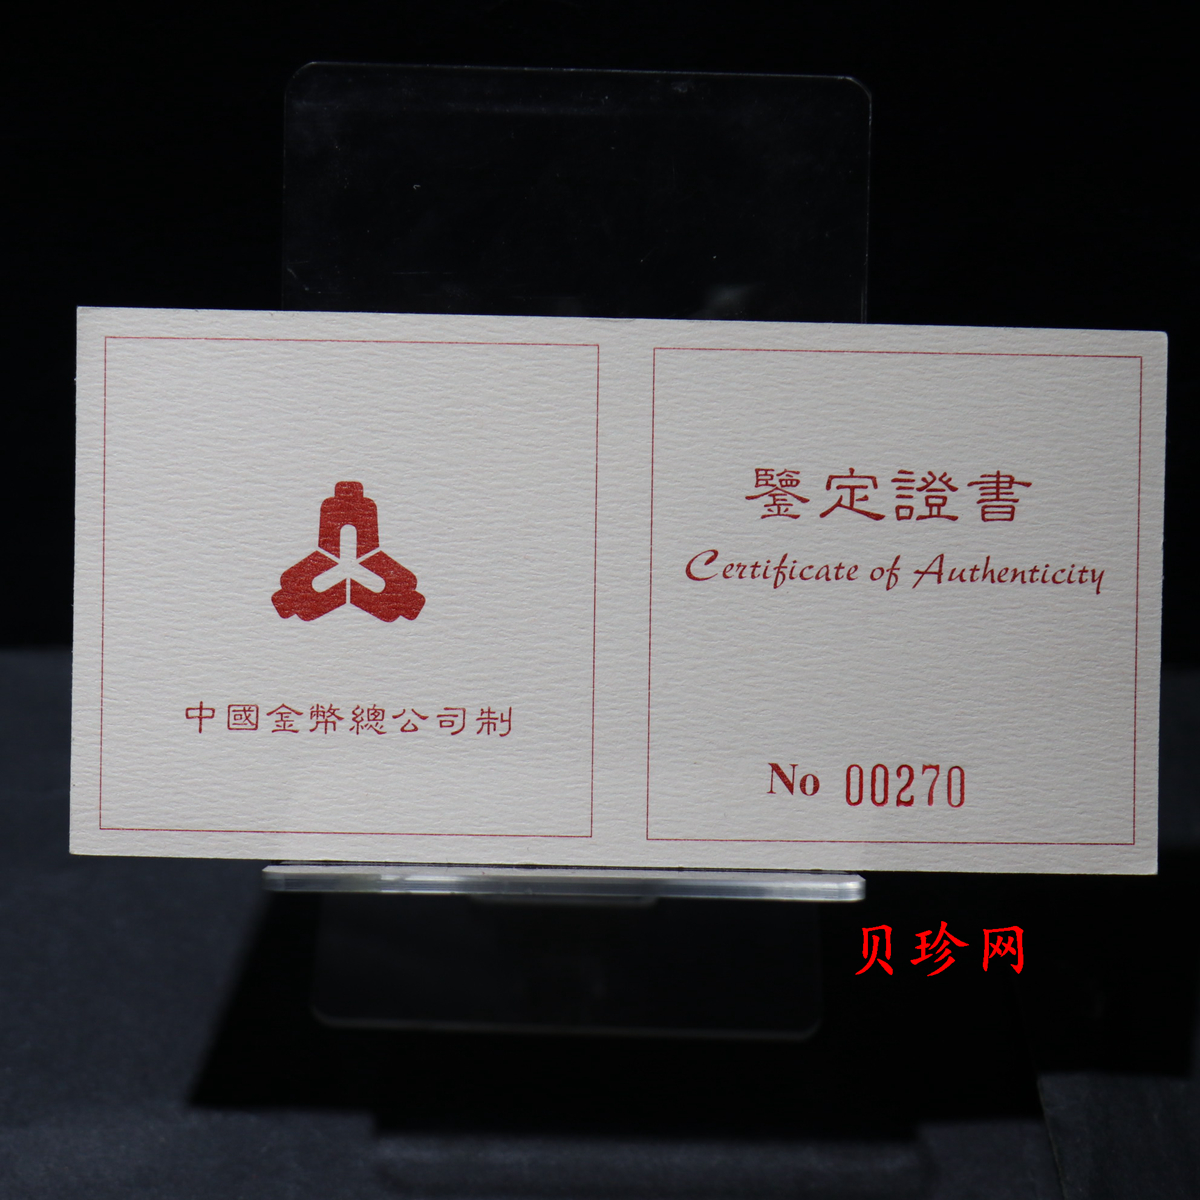 中國金幣總公司制
鑒定證書
Certificate of Authenticity
No 00270
贝珍网